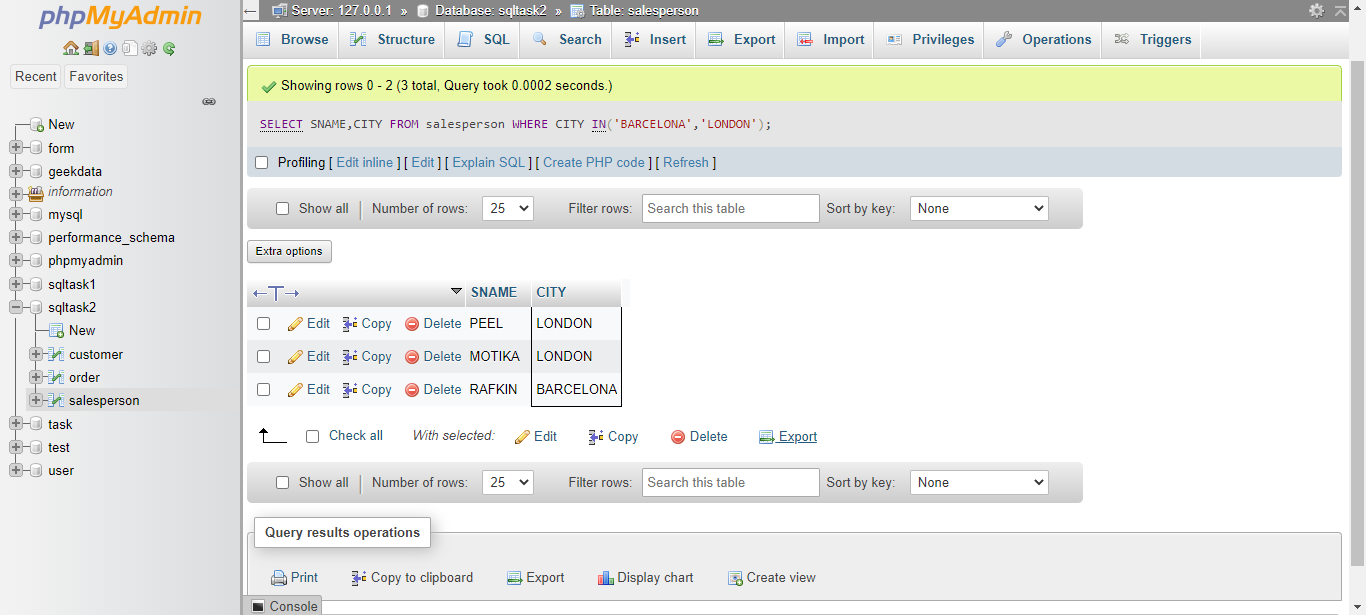 phpMyAdmin
Recent Favorites
New
form
geekdata
information
mysql
performance_schema
phpmyadmin
sqltask1
sqltask2
New
customer
order
salesperson
task
test
user
Server: 127.0.0.1 » Database: sqltask2 » Table: salesperson
Browse Structure SQL Search Insert Export Import Privileges Operations Triggers
Showing rows 0 - 2 (3 total, Query took 0.0002 seconds.)
SELECT SNAME,CITY FROM salesperson WHERE CITY IN('BARCELONA','LONDON');
Profiling [ Edit inline ] [ Edit ] [ Explain SQL ] [ Create PHP code ] [ Refresh ]
Show all | Number of rows: 25 Filter rows: Search this table Sort by key: None
Extra options
←T→ SNAME CITY
Edit Copy Delete PEEL LONDON
Edit Copy Delete MOTIKA LONDON
Edit Copy Delete RAFKIN BARCELONA
Check all With selected: Edit Copy Delete Export
Show all | Number of rows: 25 Filter rows: Search this table Sort by key: None
Query results operations
Print Copy to clipboard Export Display chart Create view
Console